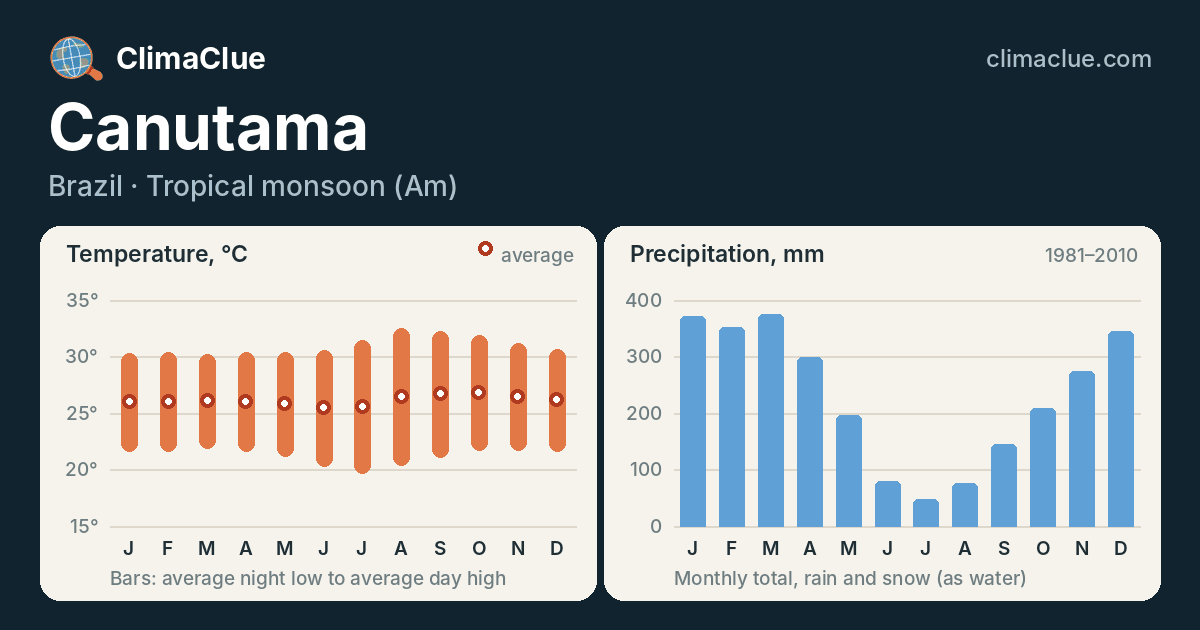 ClimaClue
climaclue.com
Canutama
Brazil · Tropical monsoon (Am)
Temperature, °C
average
35°
30°
25°
20°
15°
J F M A M J J A S O N D
Bars: average night low to average day high
Precipitation, mm
1981–2010
400
300
200
100
0
J F M A M J J A S O N D
Monthly total, rain and snow (as water)